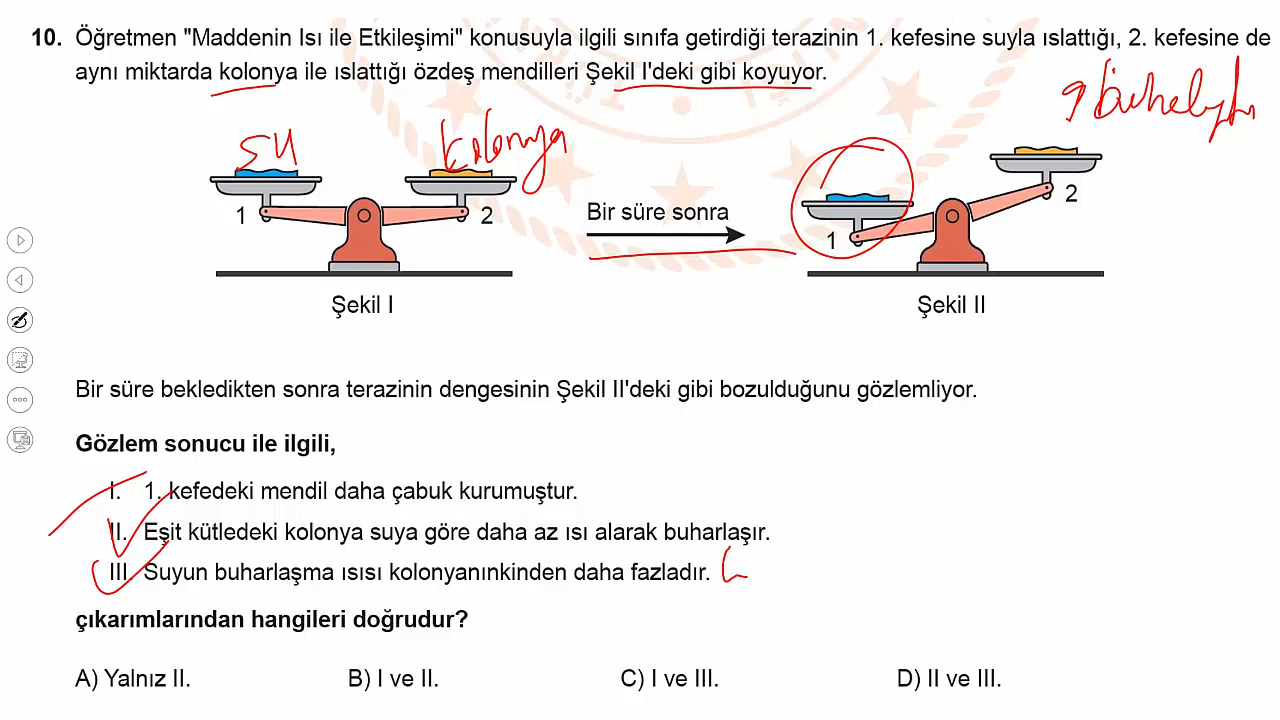 10. Öğretmen "Maddenin Isı ile Etkileşimi" konusuyla ilgili sınıfa getirdiği terazinin 1. kefesine suyla ıslattığı, 2. kefesine de
aynı miktarda kolonya ile ıslattığı özdeş mendilleri Şekil I'deki gibi koyuyor.
su
kolonya
1
2
Şekil I
Bir süre sonra
1
2
Şekil II
Bir süre bekledikten sonra terazinin dengesinin Şekil II'deki gibi bozulduğunu gözlemliyor.
Gözlem sonucu ile ilgili,
I. 1. kefedeki mendil daha çabuk kurumuştur.
II. Eşit kütledeki kolonya suya göre daha az ısı alarak buharlaşır.
III. Suyun buharlaşma ısısı kolonyanınkinden daha fazladır.
çıkarımlarından hangileri doğrudur?
A) Yalnız II.
B) I ve II.
C) I ve III.
D) II ve III.